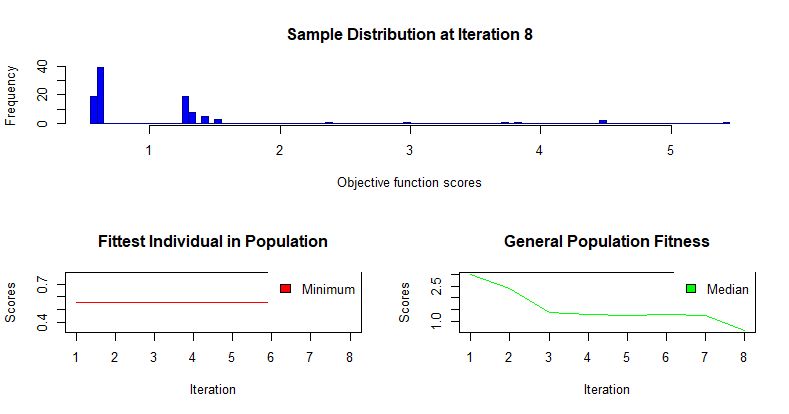 Sample Distribution at Iteration 8
Frequency
0 20 40
1 2 3 4 5
Objective function scores
Fittest Individual in Population
Scores
0.4 0.7
Minimum
1 2 3 4 5 6 7 8
Iteration
General Population Fitness
Scores
1.0 2.5
Median
1 2 3 4 5 6 7 8
Iteration